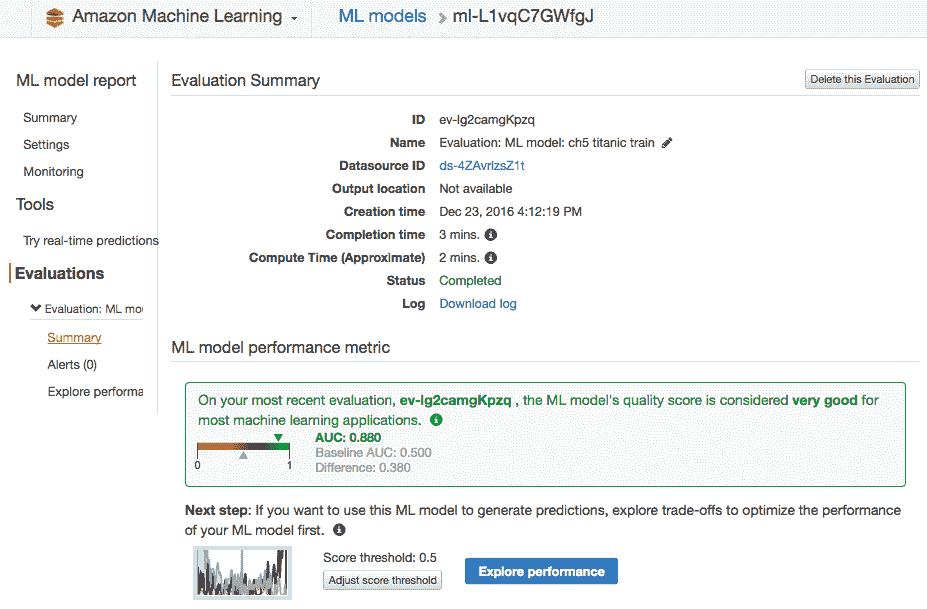 Amazon Machine Learning
ML models
ml-L1vqC7GWfgJ
ML model report
Summary
Settings
Monitoring
Tools
Try real-time predictions
Evaluations
Evaluation: ML mo
Summary
Alerts (0)
Explore performa
Evaluation Summary
Delete this Evaluation
ID ev-lg2camgKpzq
Name Evaluation: ML model: ch5 titanic train
Datasource ID ds-4ZAvrlzsZ1t
Output location Not available
Creation time Dec 23, 2016 4:12:19 PM
Completion time 3 mins.
Compute Time (Approximate) 2 mins.
Status Completed
Log Download log
ML model performance metric
On your most recent evaluation, ev-lg2camgKpzq , the ML model's quality score is considered very good for
most machine learning applications.
AUC: 0.880
Baseline AUC: 0.500
Difference: 0.380
0 1
Next step: If you want to use this ML model to generate predictions, explore trade-offs to optimize the performance
of your ML model first.
Score threshold: 0.5
Adjust score threshold
Explore performance